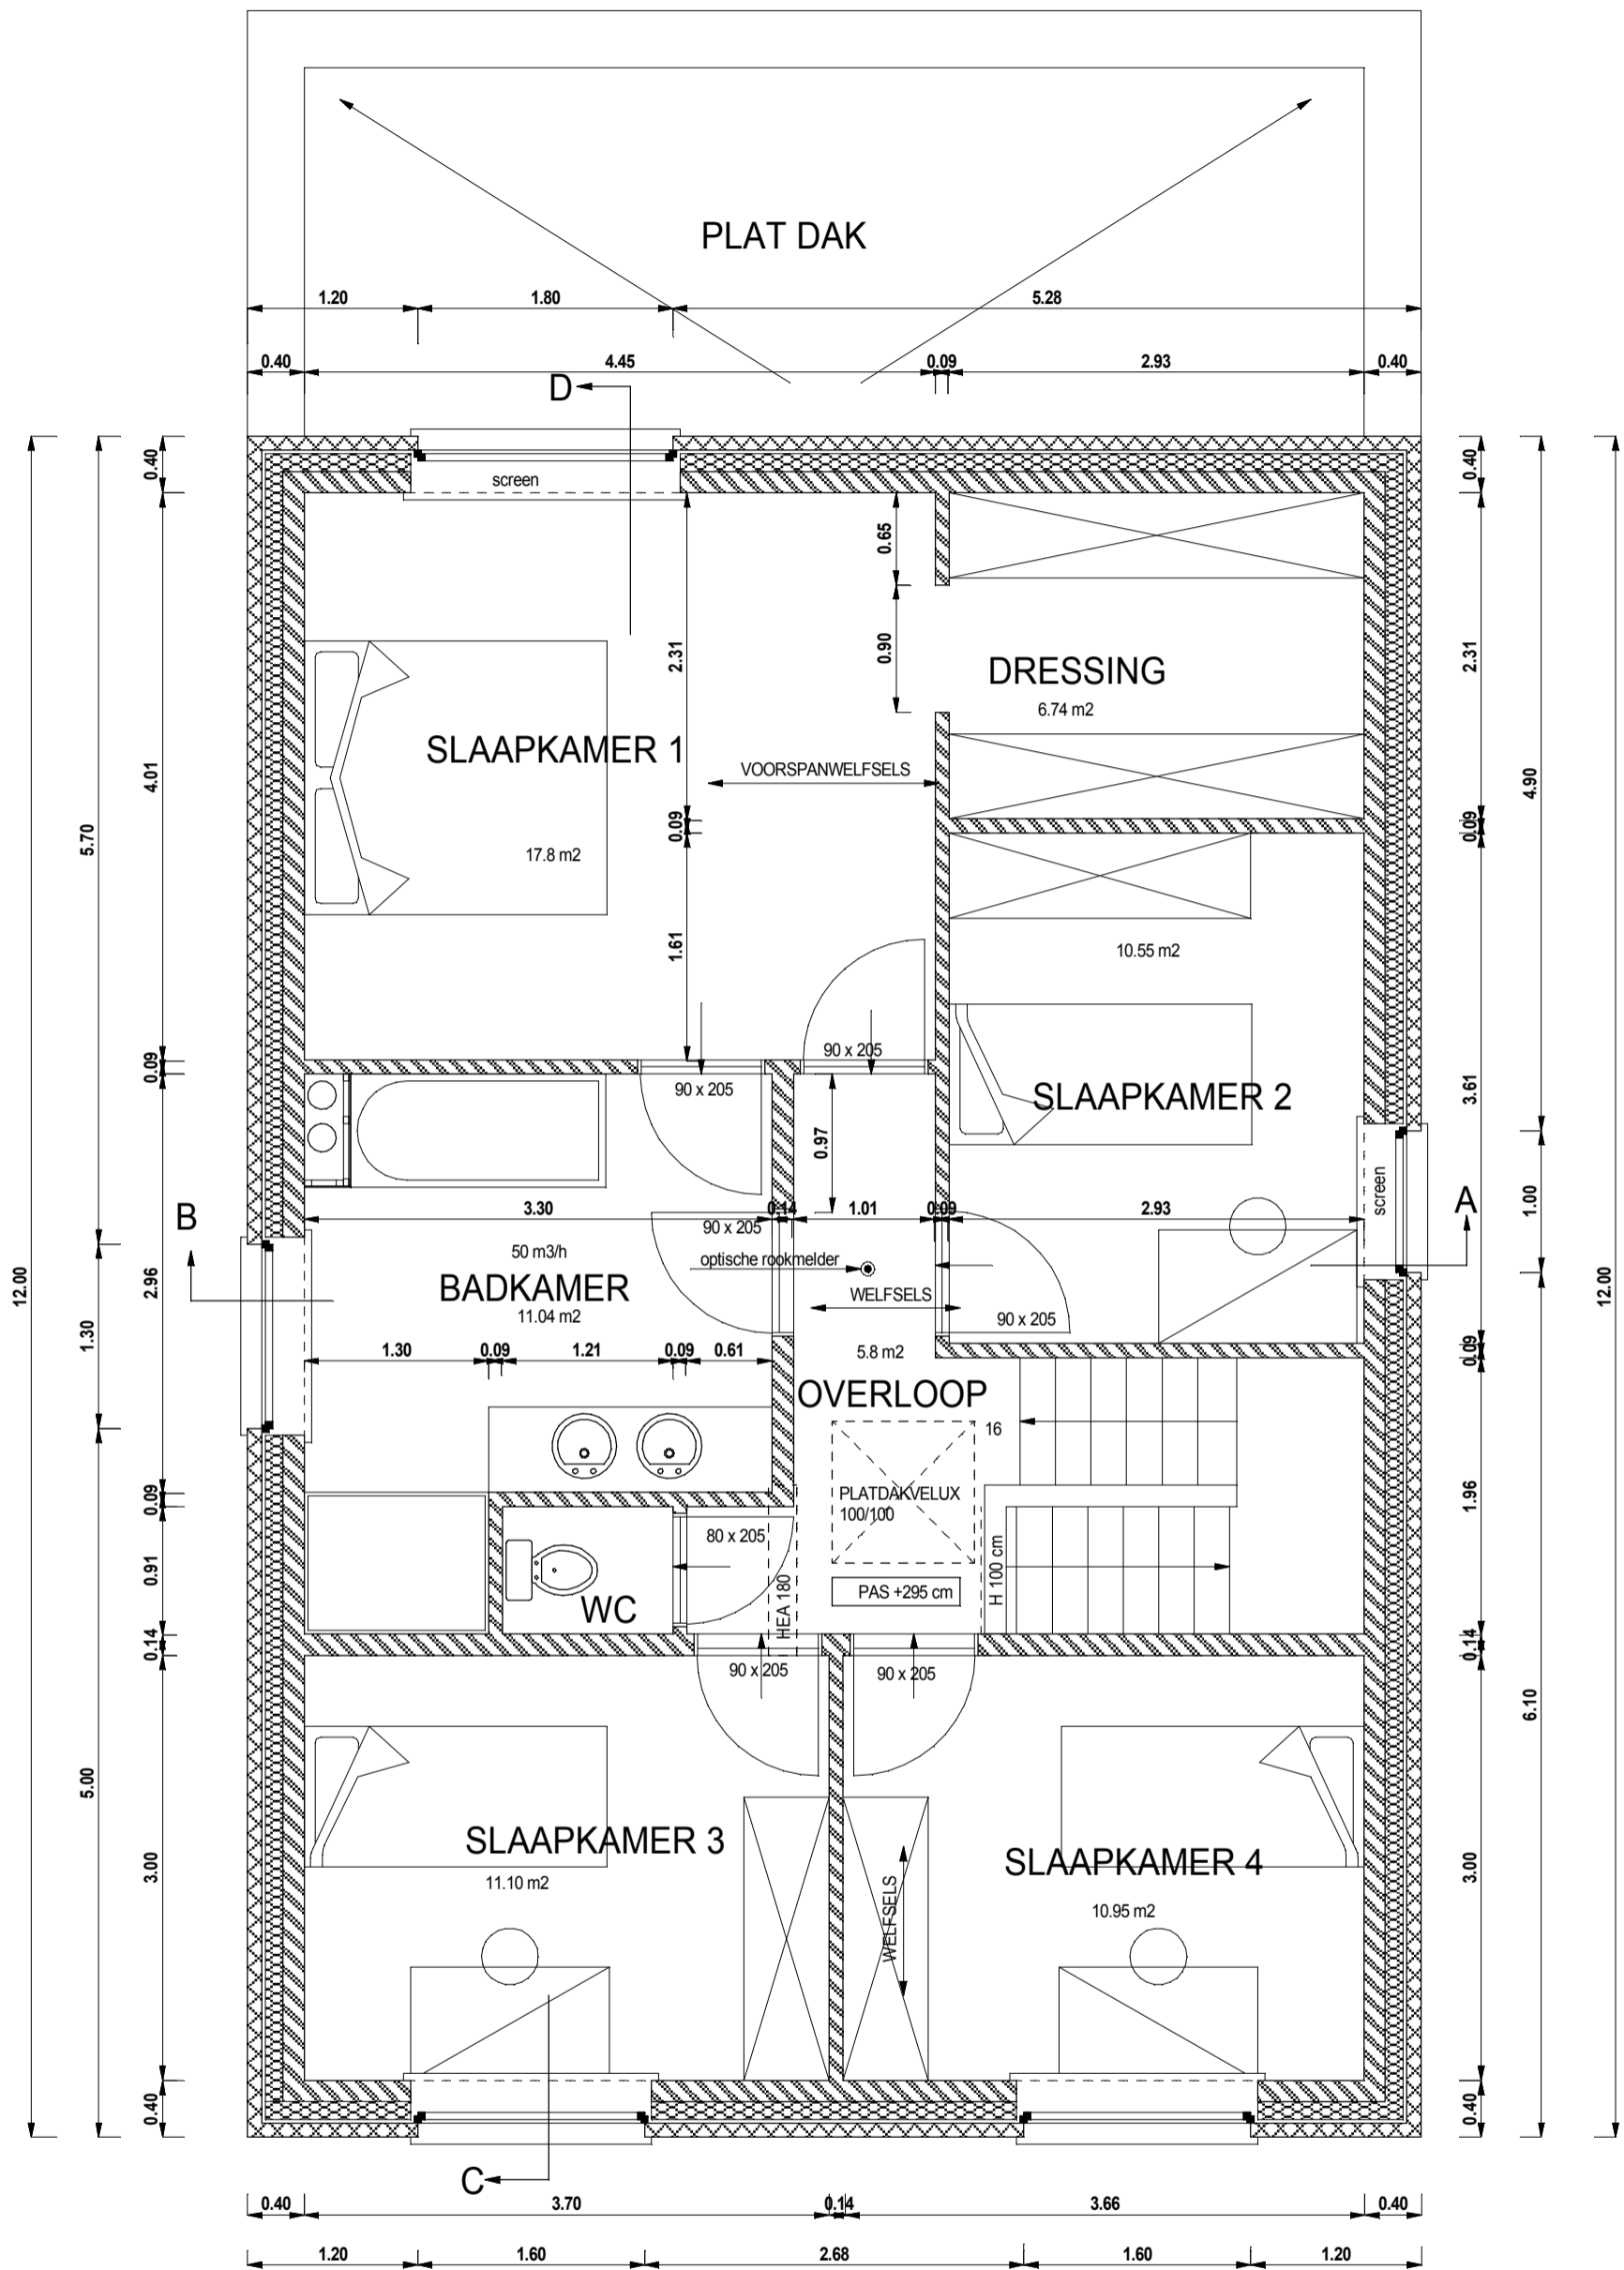 PLAT DAK
1.20 1.80 5.28
0.40 4.45 0.09 2.93 0.40
D
screen
0.40
0.40
0.65
0.90
2.31
2.31
DRESSING
6.74 m2
SLAAPKAMER 1
VOORSPANWELFSELS
4.01
4.90
5.70
0.09
0.09
17.8 m2
1.61
10.55 m2
90 x 205
90 x 205
0.09
SLAAPKAMER 2
3.61
0.97
B
A
screen
1.00
3.30 0.14 1.01 0.09 2.93
90 x 205
50 m3/h
optische rookmelder
BADKAMER
11.04 m2
WELFSELS
90 x 205
12.00
12.00
2.96
1.30
1.30 0.09 1.21 0.09 0.61
5.8 m2
0.09
OVERLOOP
16
PLATDAKVELUX
100/100
0.09
1.96
80 x 205
0.91
H 100 cm
PAS +295 cm
HEA 180
WC
0.14
0.14
90 x 205
90 x 205
6.10
5.00
SLAAPKAMER 3
11.10 m2
3.00
3.00
SLAAPKAMER 4
10.95 m2
WELFSELS
0.40
0.40
C
0.40 3.70 0.14 3.66 0.40
1.20 1.60 2.68 1.60 1.20